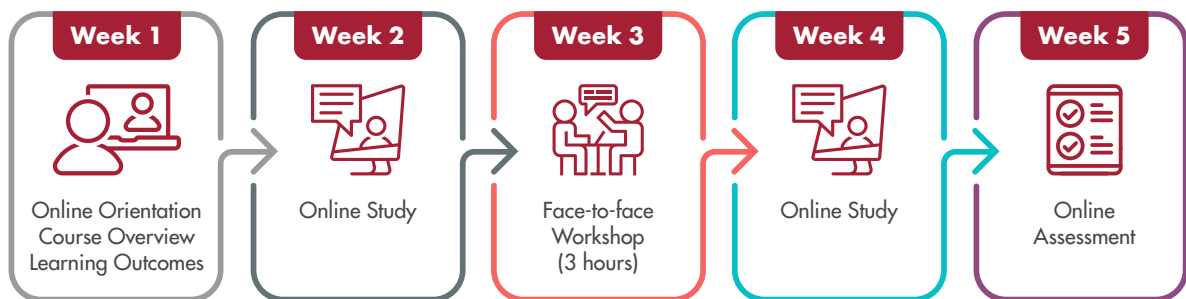 Week 1
Online Orientation
Course Overview
Learning Outcomes
Week 2
Online Study
Week 3
Face-to-face
Workshop
(3 hours)
Week 4
Online Study
Week 5
Online
Assessment